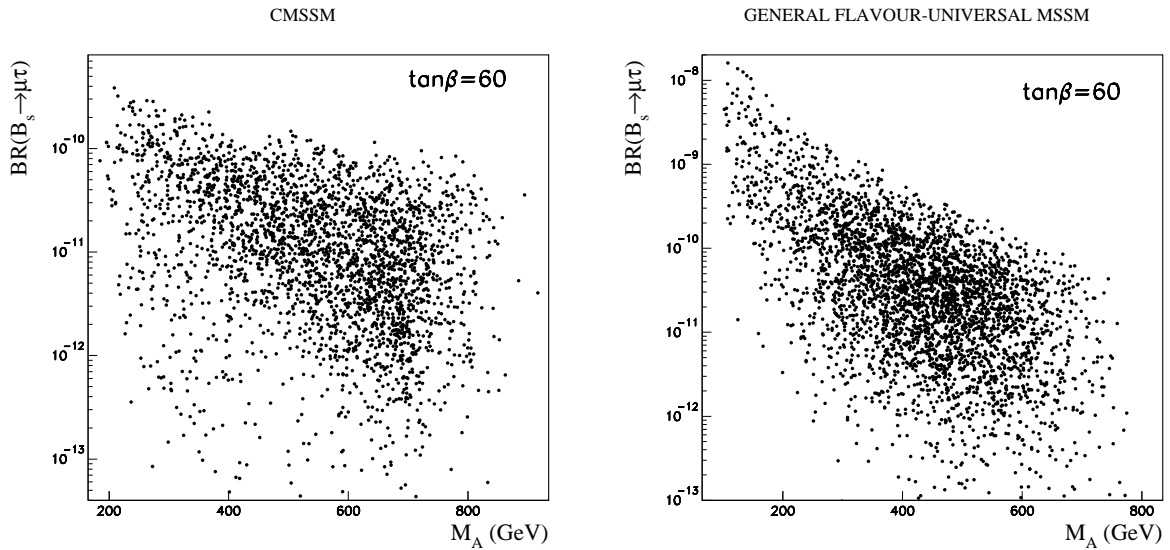 CMSSM
tanβ=60
BR(B_s→μτ)
10^-10
10^-11
10^-12
10^-13
200 400 600 800
M_A (GeV)
GENERAL FLAVOUR-UNIVERSAL MSSM
tanβ=60
BR(B_s→μτ)
10^-8
10^-9
10^-10
10^-11
10^-12
10^-13
200 400 600 800
M_A (GeV)